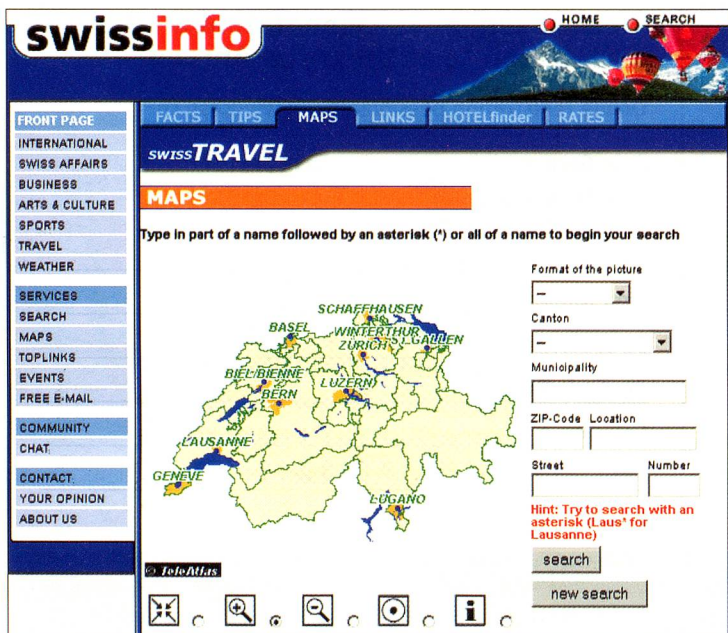 swissinfo
HOME
SEARCH
FRONT PAGE
INTERNATIONAL
SWISS AFFAIRS
BUSINESS
ARTS & CULTURE
SPORTS
TRAVEL
WEATHER
SERVICES
SEARCH
MAPS
TOPLINKS
EVENTS
FREE E-MAIL
COMMUNITY
CHAT
CONTACT
YOUR OPINION
ABOUT US
FACTS
TIPS
MAPS
LINKS
HOTELfinder
RATES
swissTRAVEL
MAPS
Type in part of a name followed by an asterisk (*) or all of a name to begin your search
SCHAFFHAUSEN
BASEL
WINTERTHUR
ST.GALLEN
ZURICH
BIEL/BIENNE
LUZERN
BERN
LAUSANNE
GENEVE
LUGANO
© TeleAtlas
Format of the picture
--
Canton
--
Municipality
ZIP-Code Location
Street Number
Hint: Try to search with an
asterisk (Laus* for
Lausanne)
search
new search
i